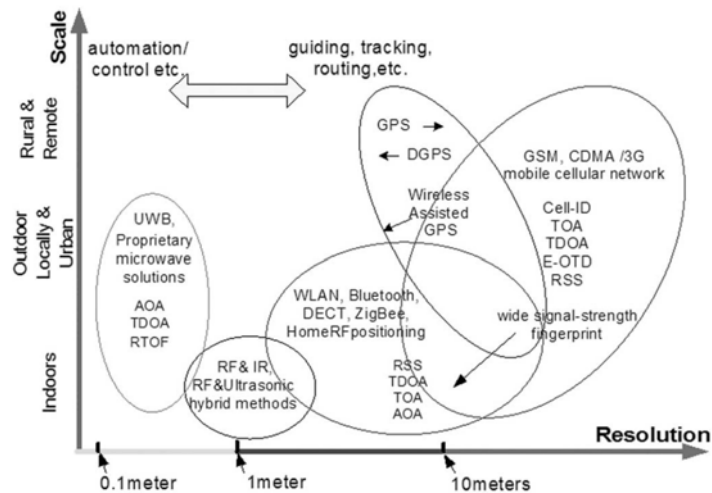 Scale
automation/
control etc.
guiding, tracking,
routing,etc.
Rural &
Remote
GPS
DGPS
Wireless
Assisted
GPS
GSM, CDMA /3G
mobile cellular network
Cell-ID
TOA
TDOA
E-OTD
RSS
Outdoor
Locally &
Urban
UWB,
Proprietary
microwave
solutions
AOA
TDOA
RTOF
WLAN, Bluetooth,
DECT, ZigBee,
HomeRFpositioning
wide signal-strength
fingerprint
Indoors
RF& IR,
RF&Ultrasonic
hybrid methods
RSS
TDOA
TOA
AOA
Resolution
0.1meter
1meter
10meters